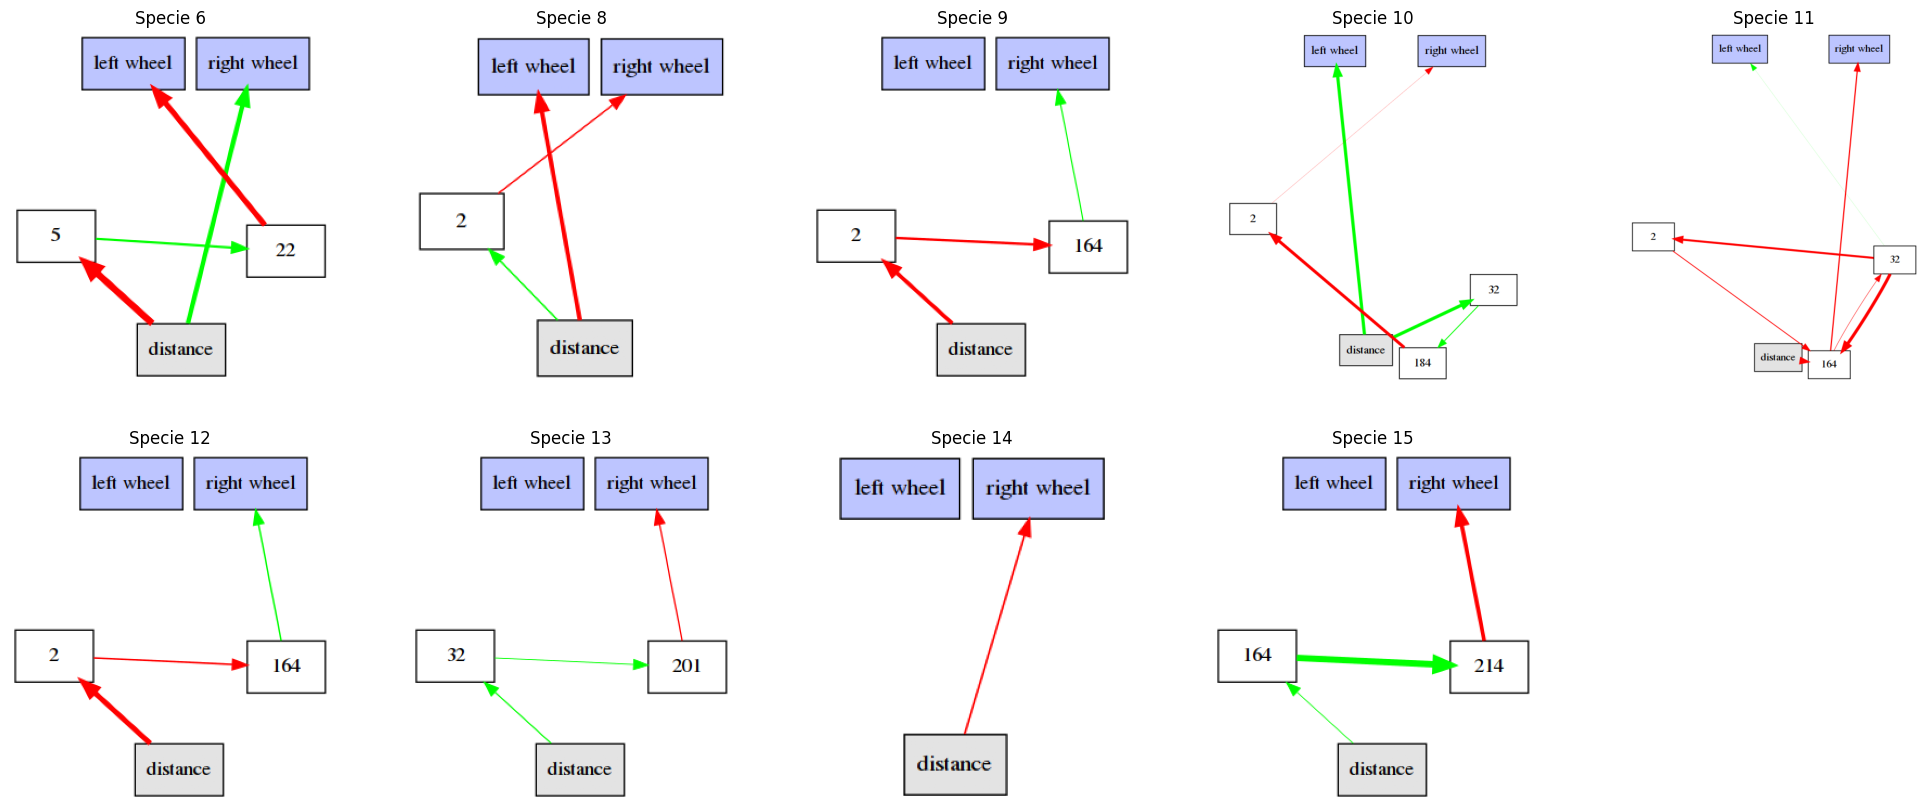 Specie 6
left wheel
right wheel
5
22
distance
Specie 8
left wheel
right wheel
2
distance
Specie 9
left wheel
right wheel
2
164
distance
Specie 10
left wheel
right wheel
2
32
distance
184
Specie 11
left wheel
right wheel
2
32
distance
164
Specie 12
left wheel
right wheel
2
164
distance
Specie 13
left wheel
right wheel
32
201
distance
Specie 14
left wheel
right wheel
distance
Specie 15
left wheel
right wheel
164
214
distance